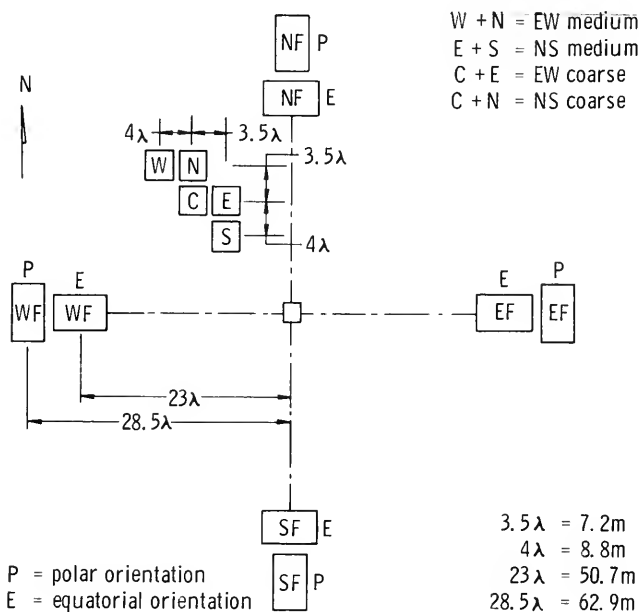 NF P
W + N = EW medium
E + S = NS medium
C + E = EW coarse
C + N = NS coarse
N
NF E
4λ 3.5λ
3.5λ
W N
C E
S
4λ
P E
WF WF
E P
EF EF
23λ
28.5λ
SF E
SF P
P = polar orientation
E = equatorial orientation
3.5λ = 7.2m
4λ = 8.8m
23λ = 50.7m
28.5λ = 62.9m